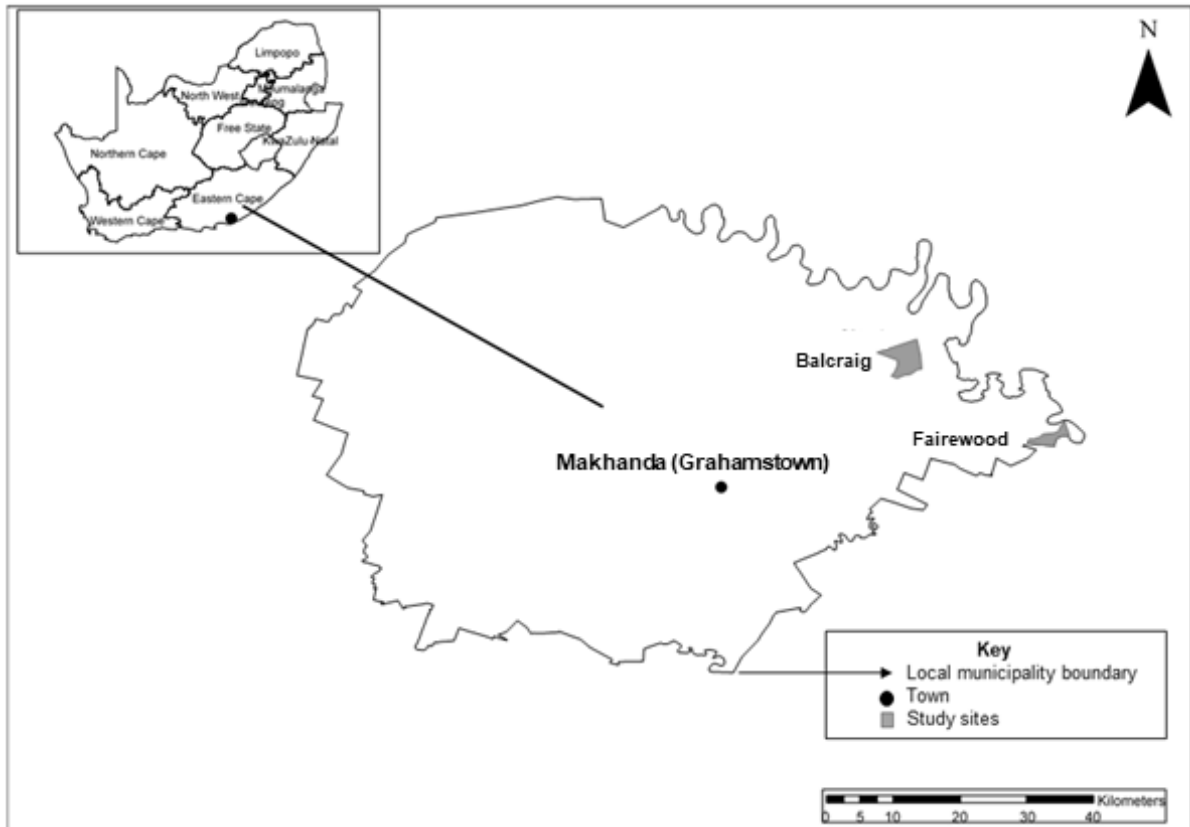 Limpopo
North West
Mpumalanga
Free State
KwaZulu Natal
Northern Cape
Eastern Cape
Western Cape
N
Balcraig
Fairewood
Makhanda (Grahamstown)
Key
Local municipality boundary
Town
Study sites
Kilometers
0 5 10 20 30 40